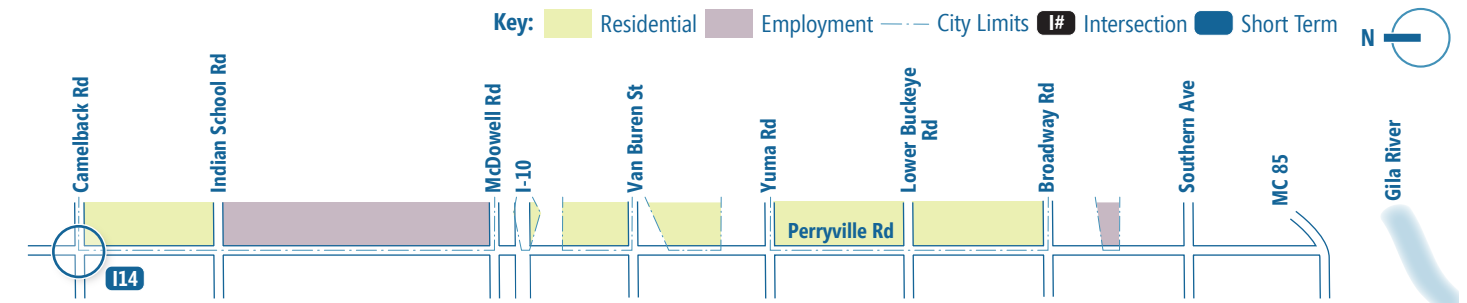 Key: Residential Employment City Limits I# Intersection Short Term
N
Camelback Rd
Indian School Rd
McDowell Rd
I-10
Van Buren St
Yuma Rd
Lower Buckeye
Rd
Broadway Rd
Southern Ave
MC 85
Gila River
Perryville Rd
I14